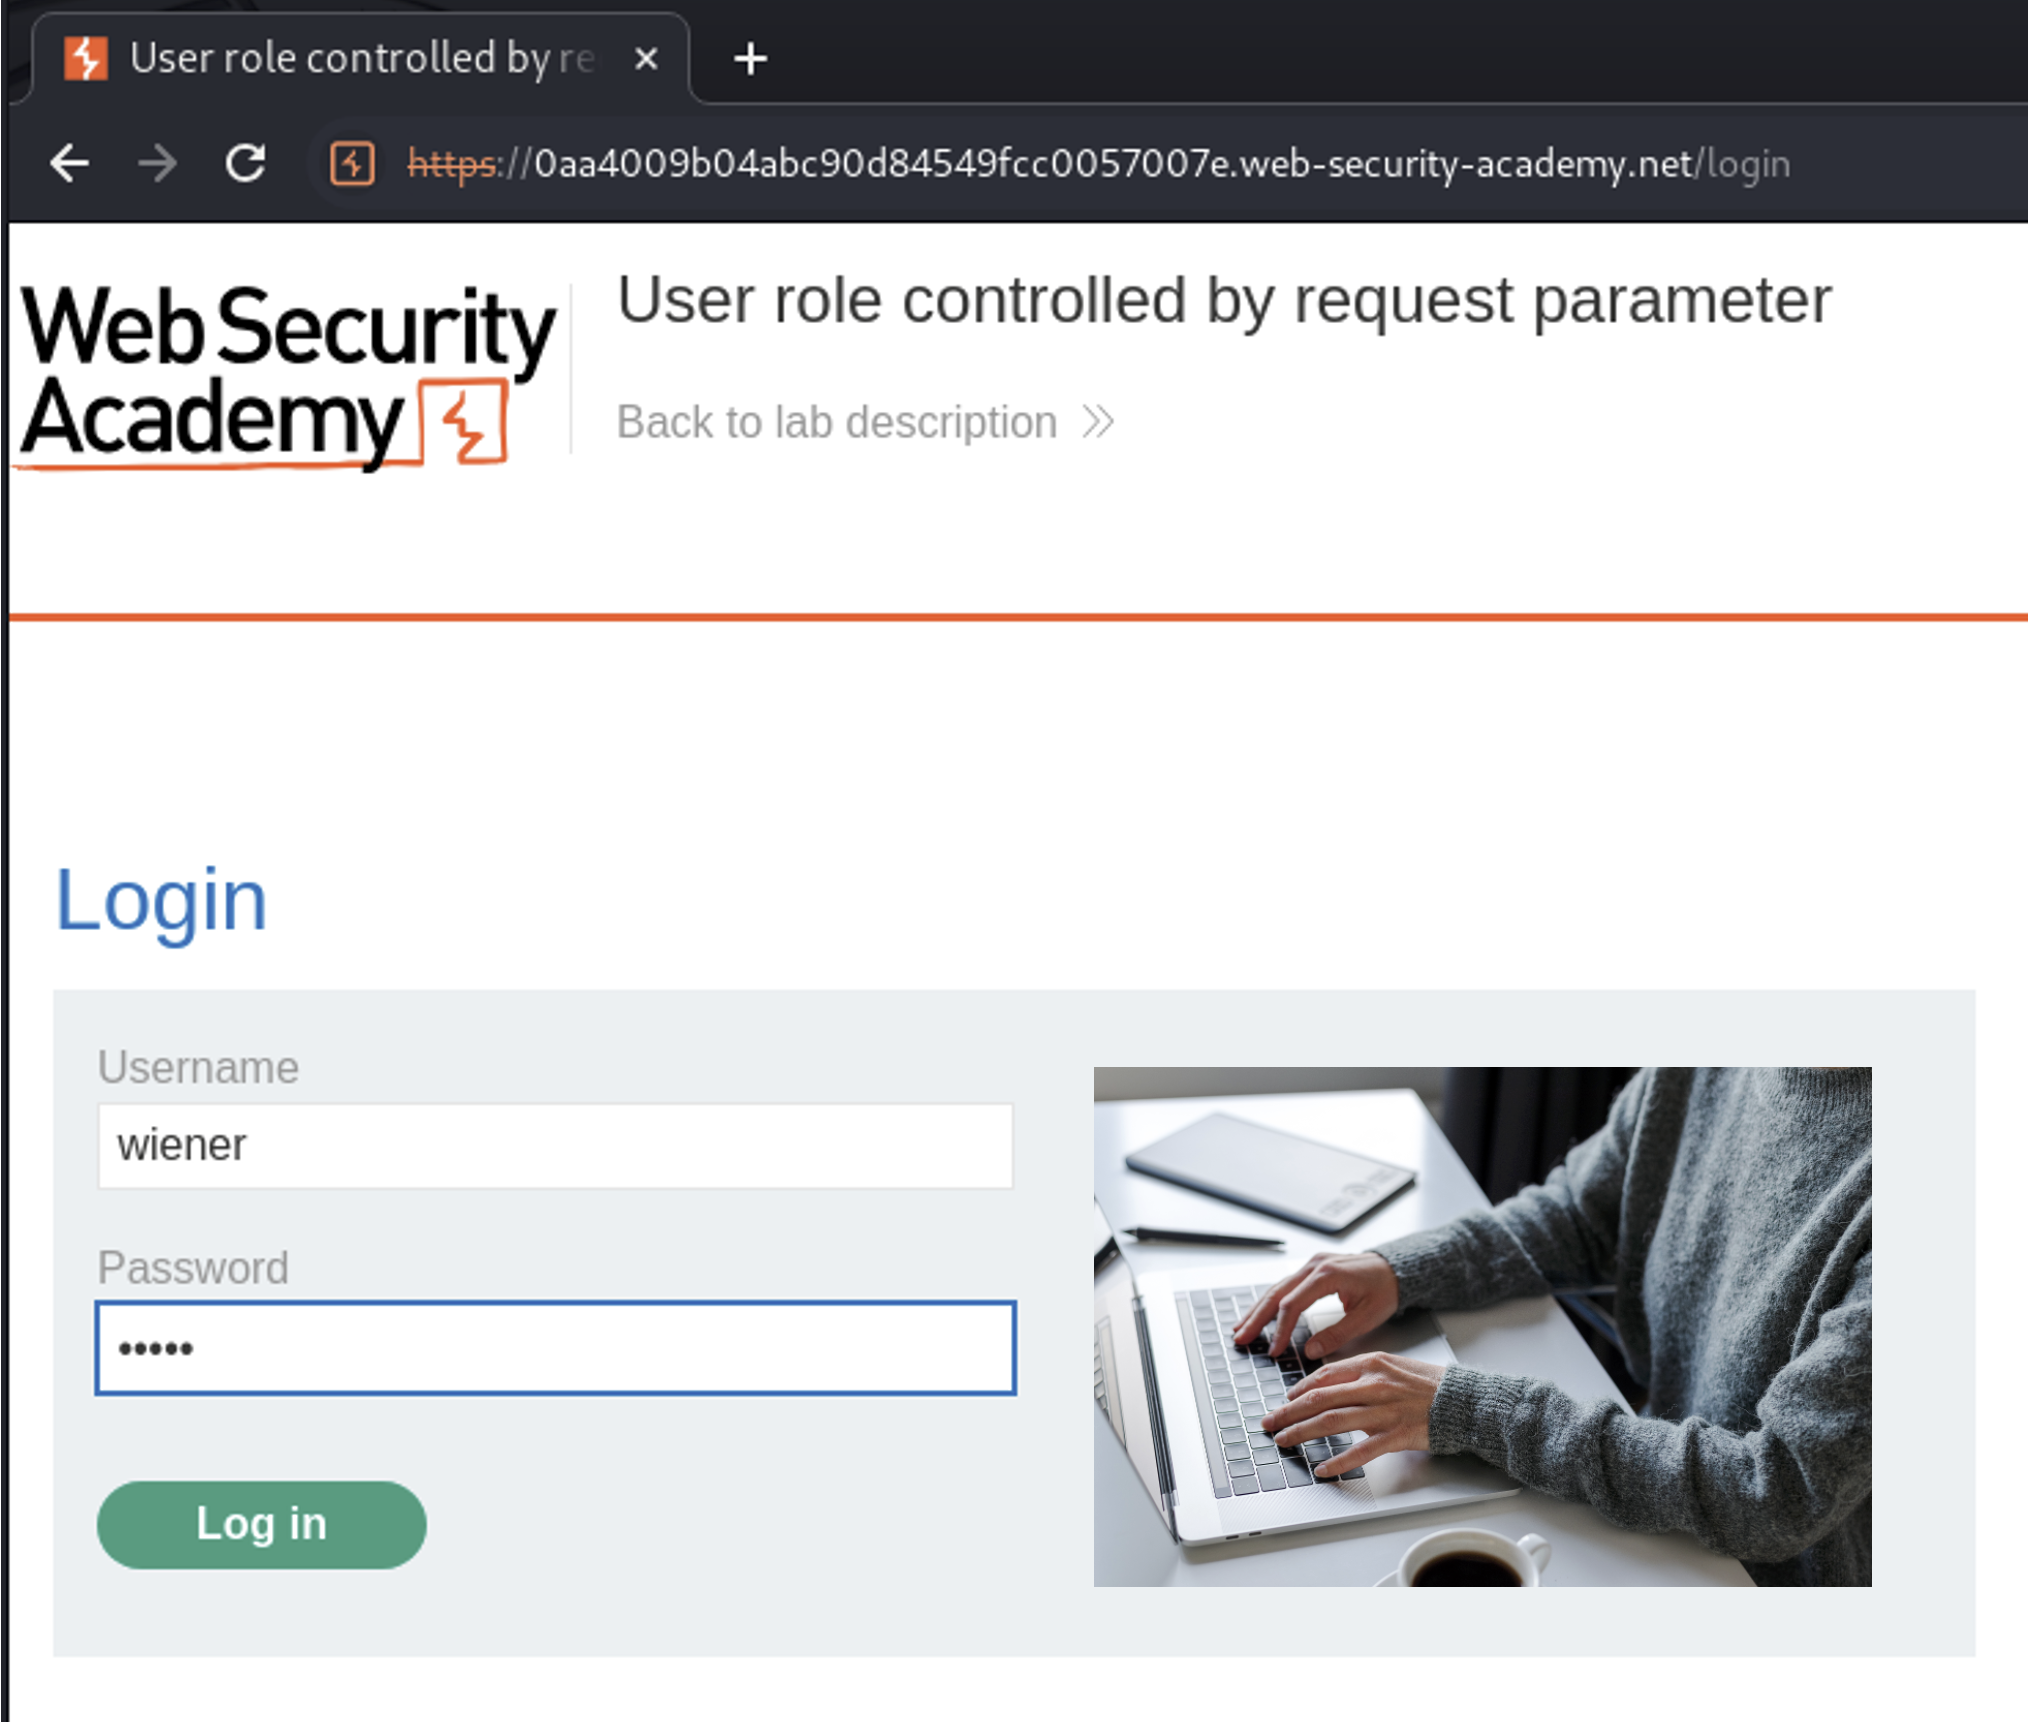 User role controlled by re
https://0aa4009b04abc90d84549fcc0057007e.web-security-academy.net/login
Web Security
Academy
User role controlled by request parameter
Back to lab description
Login
Username
wiener
Password
•••••
Log in